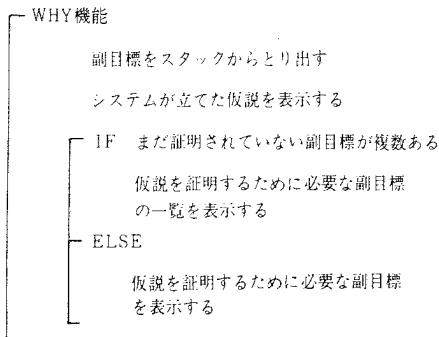 WHY機能
副目標をスタックからとり出す
システムが立てた仮説を表示する
IF まだ証明されていない副目標が複数ある
仮説を証明するために必要な副目標
の一覧を表示する
ELSE
仮説を証明するために必要な副目標
を表示する